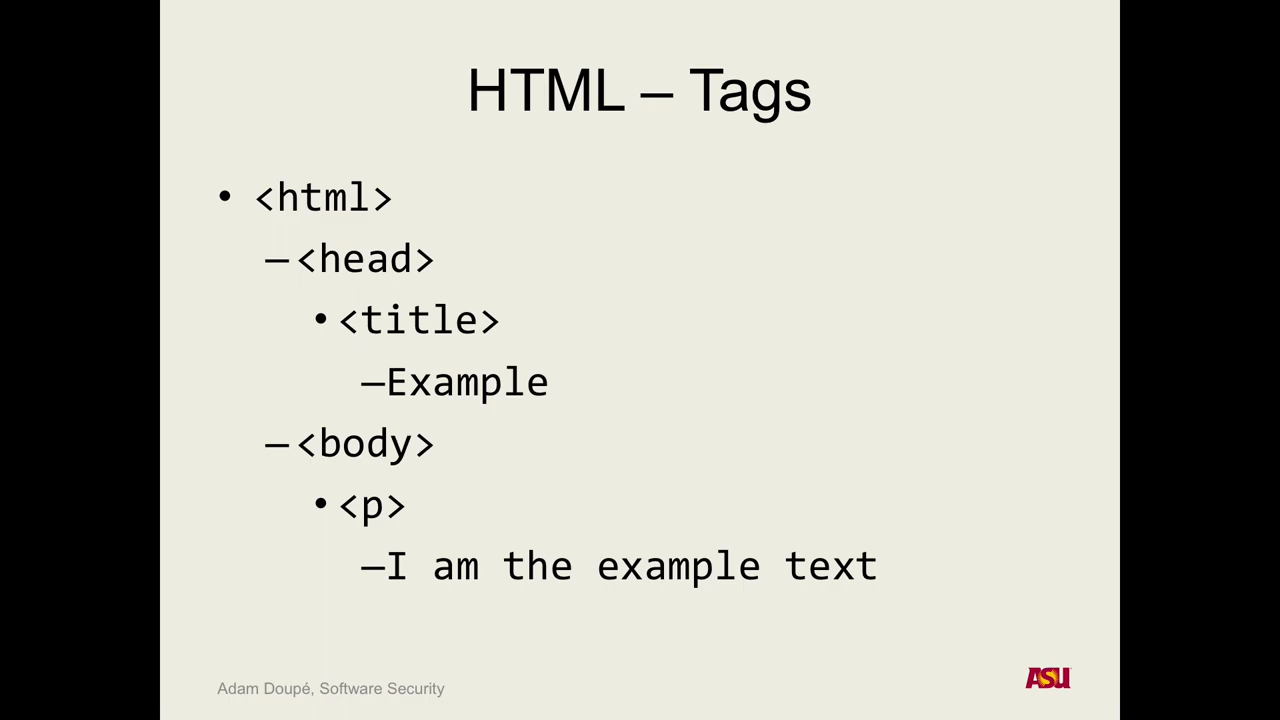 HTML – Tags
• <html>
–<head>
•<title>
–Example
–<body>
•<p>
–I am the example text
Adam Doupé, Software Security
ASU